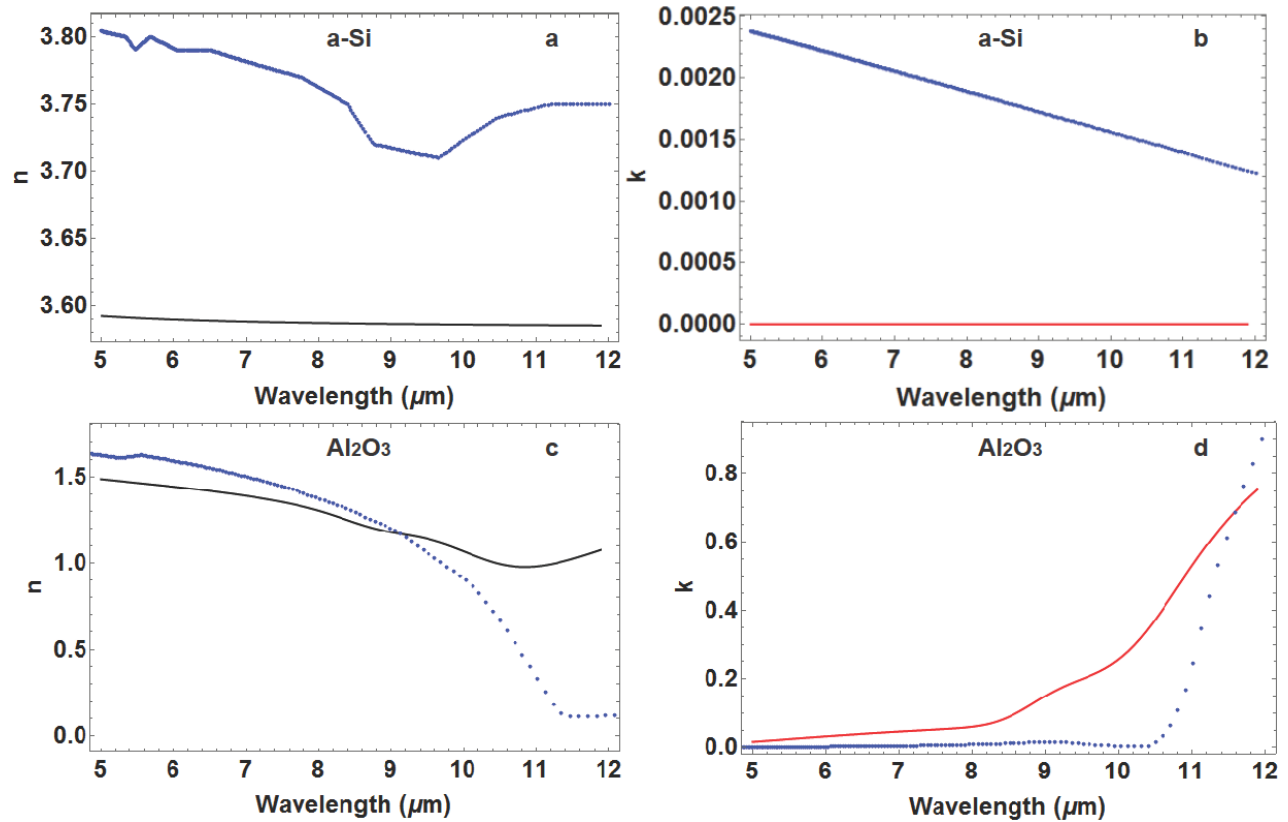 a-Si a
3.80
3.75
3.70
3.65
3.60
n
5 6 7 8 9 10 11 12
Wavelength (µm)
a-Si b
0.0025
0.0020
0.0015
0.0010
0.0005
0.0000
k
5 6 7 8 9 10 11 12
Wavelength (µm)
Al2O3 c
1.5
1.0
0.5
0.0
n
5 6 7 8 9 10 11 12
Wavelength (µm)
Al2O3 d
0.8
0.6
0.4
0.2
0.0
k
5 6 7 8 9 10 11 12
Wavelength (µm)